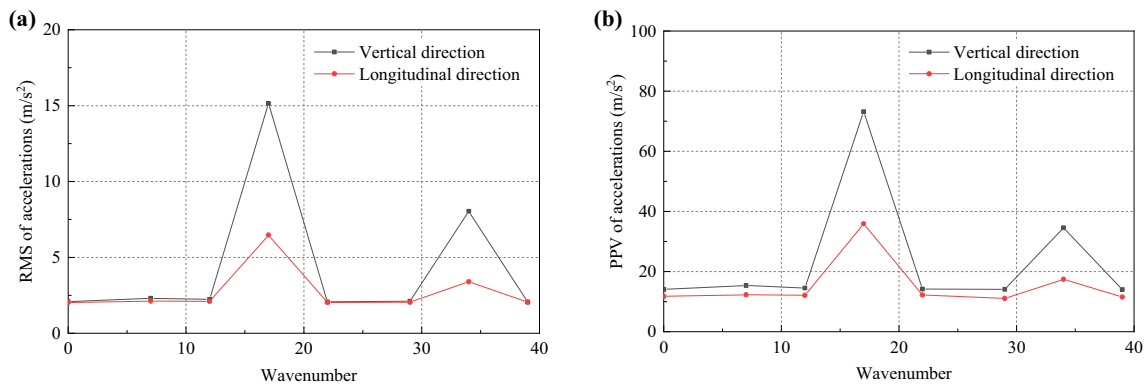 (a)
20
15
10
5
0
RMS of accelerations (m/s²)
Vertical direction
Longitudinal direction
0 10 20 30 40
Wavenumber
(b)
100
80
60
40
20
0
PPV of accelerations (m/s²)
Vertical direction
Longitudinal direction
0 10 20 30 40
Wavenumber